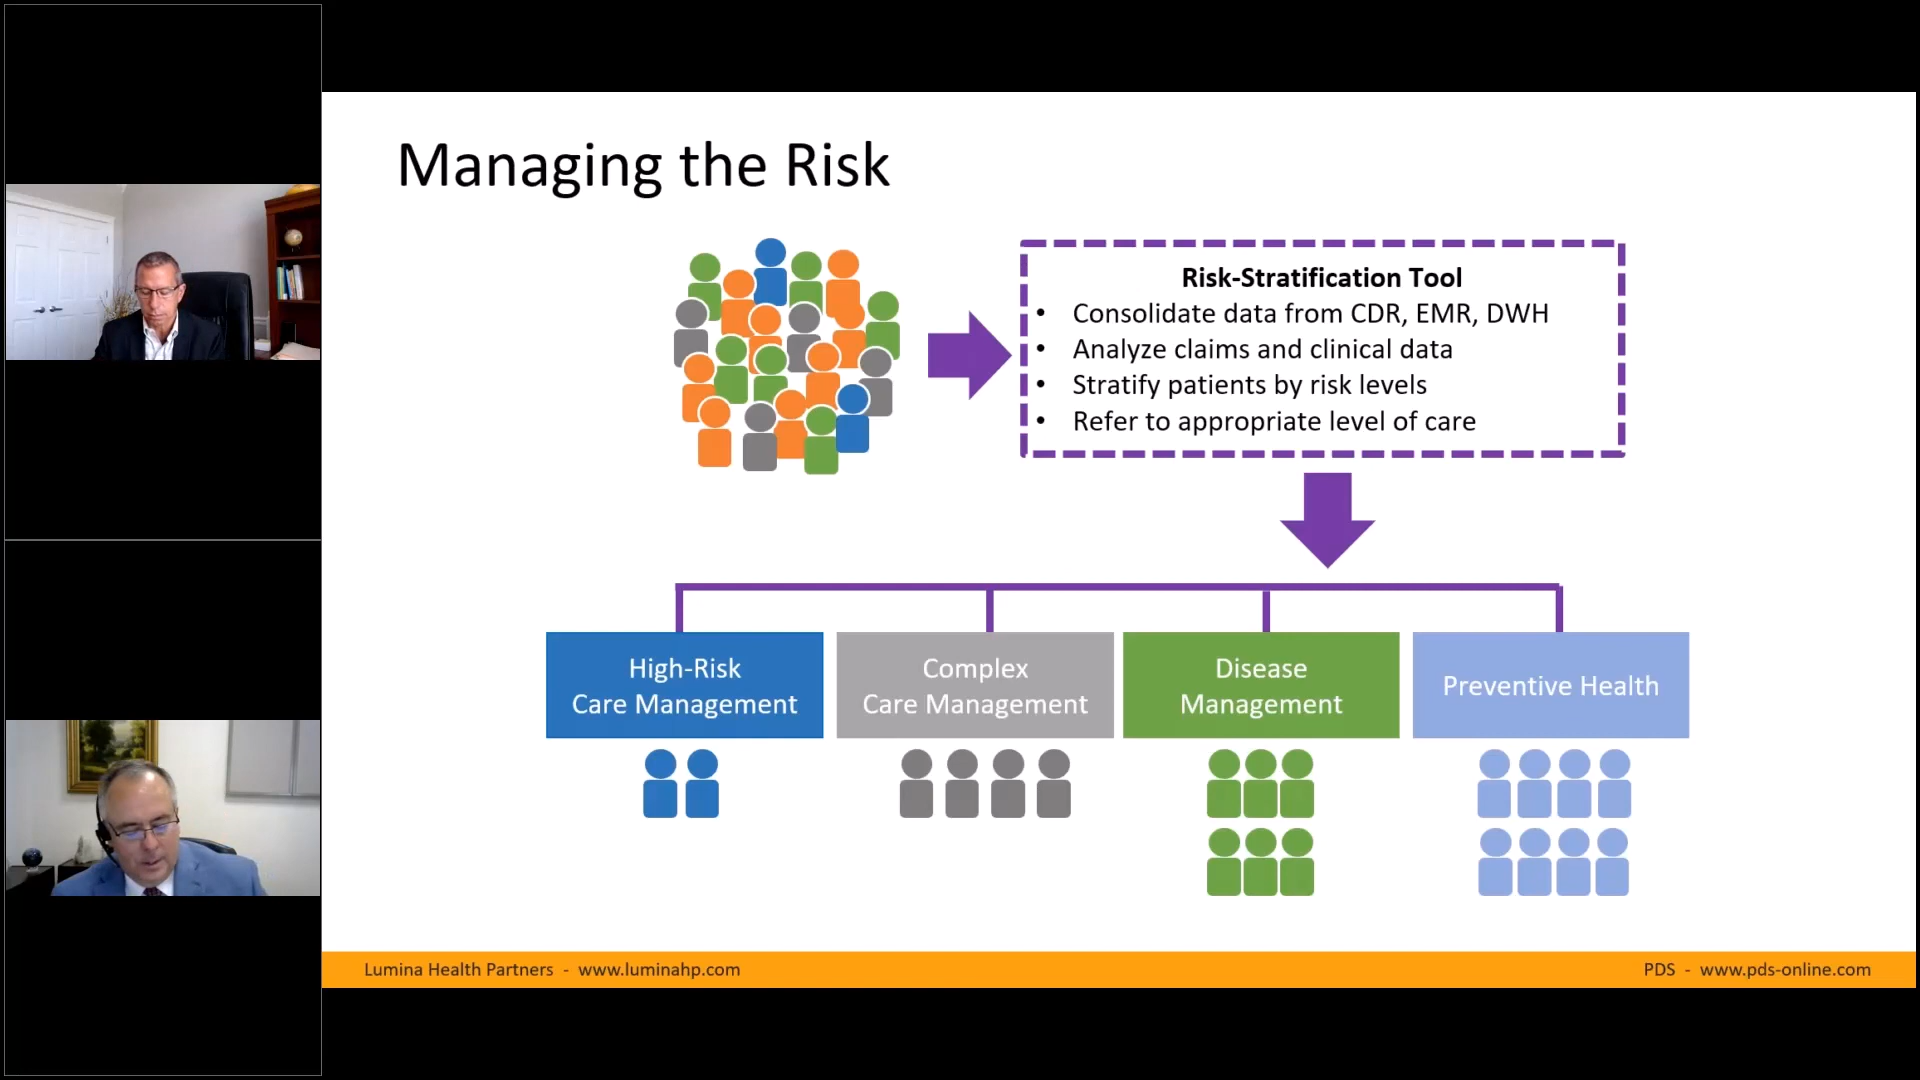 Managing the Risk
Risk-Stratification Tool
• Consolidate data from CDR, EMR, DWH
• Analyze claims and clinical data
• Stratify patients by risk levels
• Refer to appropriate level of care
High-Risk
Care Management
Complex
Care Management
Disease
Management
Preventive Health
Lumina Health Partners - www.luminahp.com
PDS - www.pds-online.com